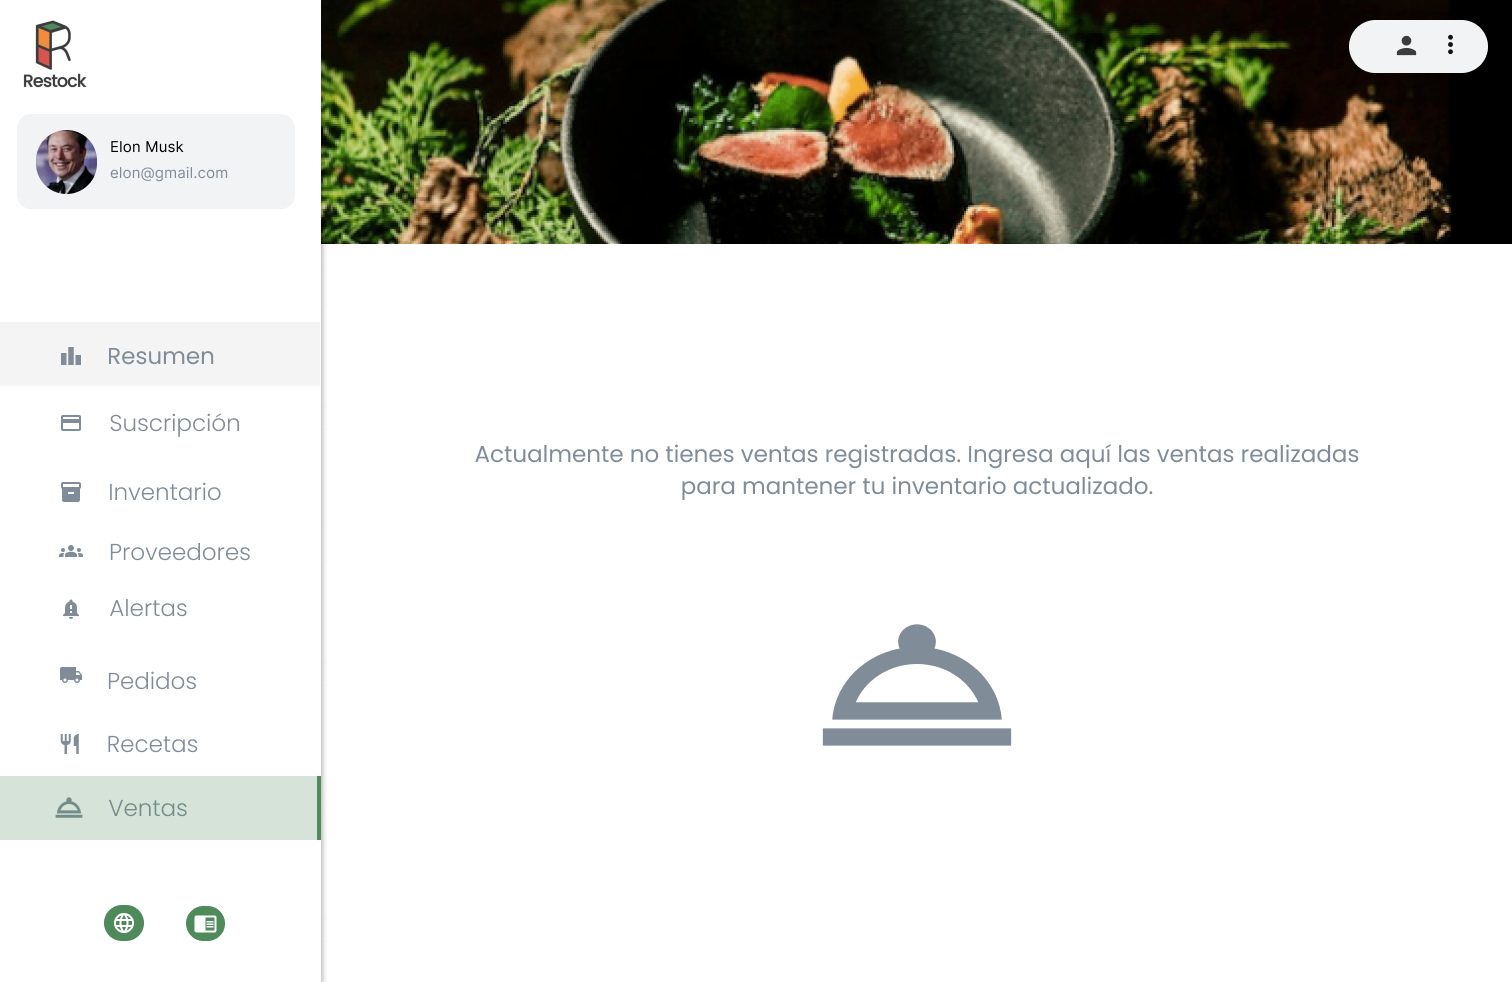 Restock
Elon Musk
elon@gmail.com
Resumen
Suscripción
Inventario
Proveedores
Alertas
Pedidos
Recetas
Ventas
Actualmente no tienes ventas registradas. Ingresa aquí las ventas realizadas
para mantener tu inventario actualizado.